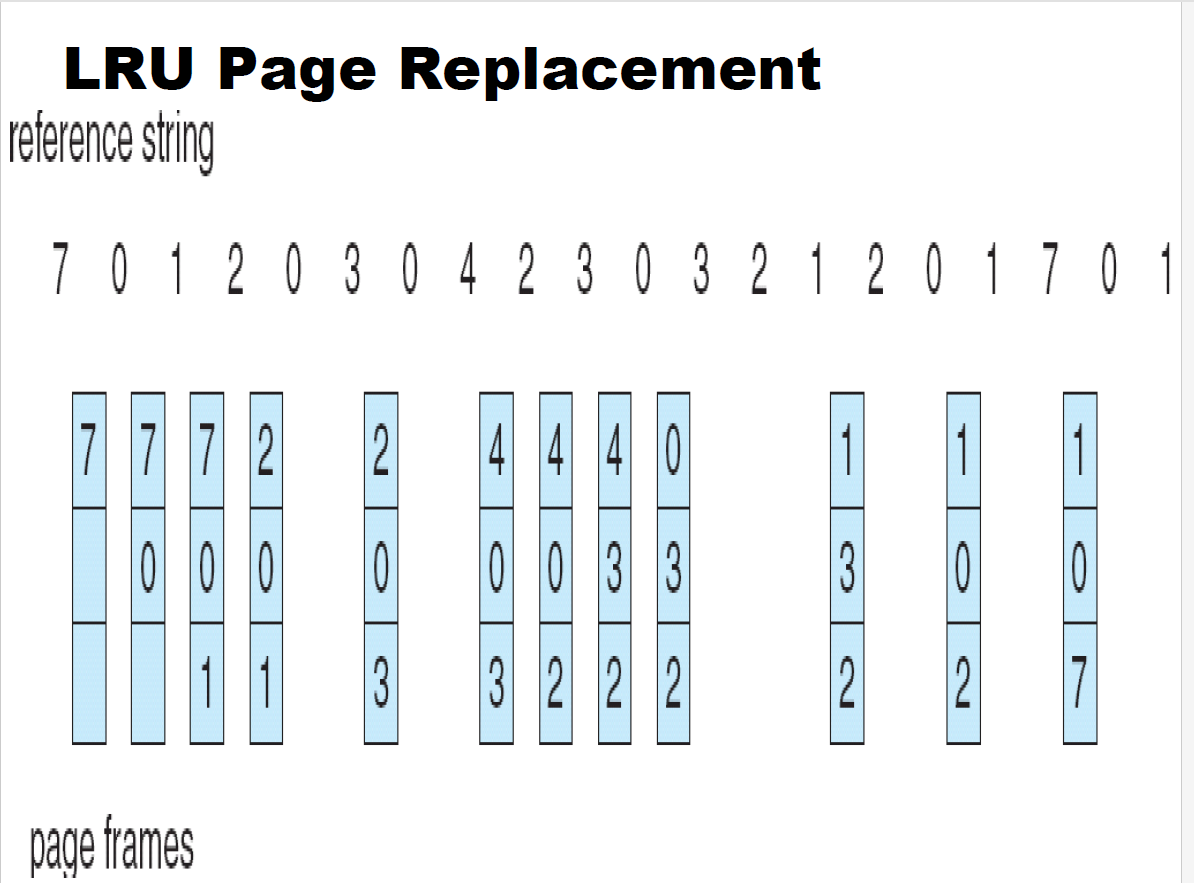 LRU Page Replacement
reference string
7 0 1 2 0 3 0 4 2 3 0 3 2 1 2 0 1 7 0 1
7 7 7 2 2 4 4 4 0 1 1 1
0 0 0 0 0 0 3 3 3 0 0
1 1 3 3 2 2 2 2 2 7
page frames